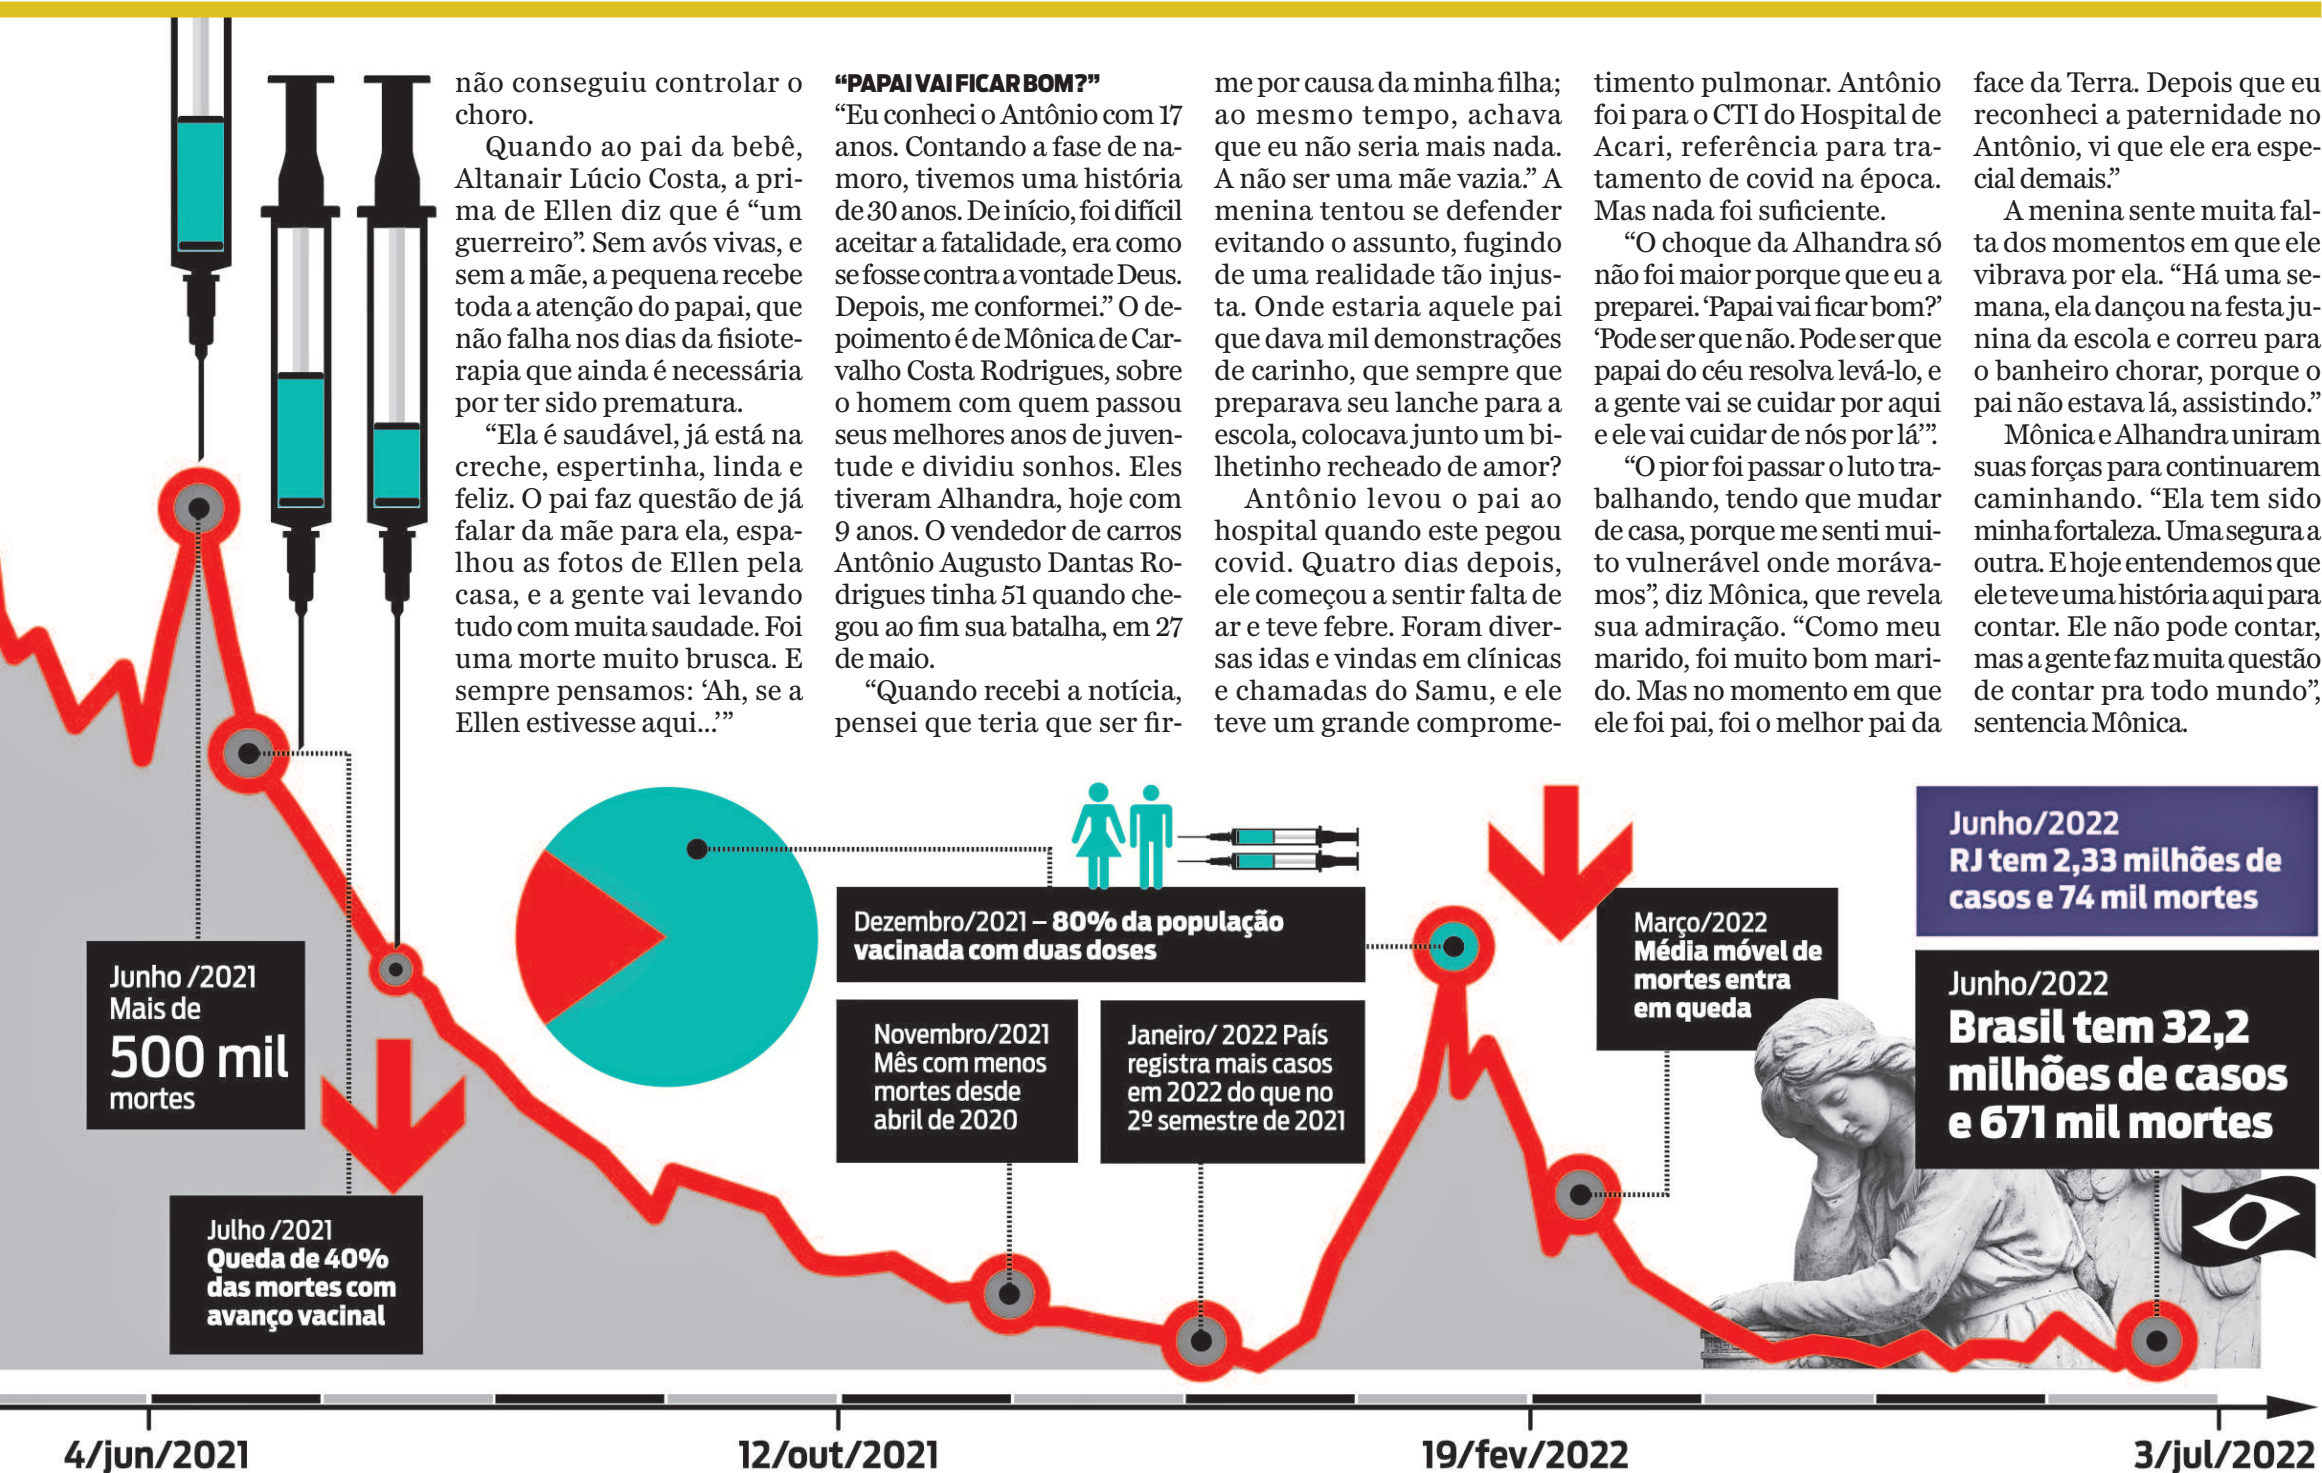 não conseguiu controlar o
choro.
Quando ao pai da bebê,
Altanair Lúcio Costa, a pri-
ma de Ellen diz que é “um
guerreiro”. Sem avós vivas, e
sem a mãe, a pequena recebe
toda a atenção do papai, que
não falha nos dias da fisiote-
rapia que ainda é necessária
por ter sido prematura.
“Ela é saudável, já está na
creche, espertinha, linda e
feliz. O pai faz questão de já
falar da mãe para ela, espa-
lhou as fotos de Ellen pela
casa, e a gente vai levando
tudo com muita saudade. Foi
uma morte muito brusca. E
sempre pensamos: ‘Ah, se a
Ellen estivesse aqui...’”
“PAPAI VAI FICAR BOM?”
“Eu conheci o Antônio com 17
anos. Contando a fase de na-
moro, tivemos uma história
de 30 anos. De início, foi difícil
aceitar a fatalidade, era como
se fosse contra a vontade Deus.
Depois, me conformei.” O de-
poimento é de Mônica de Car-
valho Costa Rodrigues, sobre
o homem com quem passou
seus melhores anos de juven-
tude e dividiu sonhos. Eles
tiveram Alhandra, hoje com
9 anos. O vendedor de carros
Antônio Augusto Dantas Ro-
drigues tinha 51 quando che-
gou ao fim sua batalha, em 27
de maio.
“Quando recebi a notícia,
pensei que teria que ser fir-
me por causa da minha filha;
ao mesmo tempo, achava
que eu não seria mais nada.
A não ser uma mãe vazia.” A
menina tentou se defender
evitando o assunto, fugindo
de uma realidade tão injus-
ta. Onde estaria aquele pai
que dava mil demonstrações
de carinho, que sempre que
preparava seu lanche para a
escola, colocava junto um bi-
lhetinho recheado de amor?
Antônio levou o pai ao
hospital quando este pegou
covid. Quatro dias depois,
ele começou a sentir falta de
ar e teve febre. Foram diver-
sas idas e vindas em clínicas
e chamadas do Samu, e ele
teve um grande comprome-
timento pulmonar. Antônio
foi para o CTI do Hospital de
Acari, referência para tra-
tamento de covid na época.
Mas nada foi suficiente.
“O choque da Alhandra só
não foi maior porque que eu a
preparei. ‘Papai vai ficar bom?’
‘Pode ser que não. Pode ser que
papai do céu resolva levá-lo, e
a gente vai se cuidar por aqui
e ele vai cuidar de nós por lá’”.
“O pior foi passar o luto tra-
balhando, tendo que mudar
de casa, porque me senti mui-
to vulnerável onde moráva-
mos”, diz Mônica, que revela
sua admiração. “Como meu
marido, foi muito bom mari-
do. Mas no momento em que
ele foi pai, foi o melhor pai da
face da Terra. Depois que eu
reconheci a paternidade no
Antônio, vi que ele era espe-
cial demais.”
A menina sente muita fal-
ta dos momentos em que ele
vibrava por ela. “Há uma se-
mana, ela dançou na festa ju-
nina da escola e correu para
o banheiro chorar, porque o
pai não estava lá, assistindo.”
Mônica e Alhandra uniram
suas forças para continuarem
caminhando. “Ela tem sido
minha fortaleza. Uma segura a
outra. E hoje entendemos que
ele teve uma história aqui para
contar. Ele não pode contar,
mas a gente faz muita questão
de contar pra todo mundo”,
sentencia Mônica.
Junho /2021
Mais de
500 mil
mortes
Julho /2021
Queda de 40%
das mortes com
avanço vacinal
Dezembro/2021 – 80% da população
vacinada com duas doses
Novembro/2021
Mês com menos
mortes desde
abril de 2020
Janeiro/ 2022 País
registra mais casos
em 2022 do que no
2º semestre de 2021
Março/2022
Média móvel de
mortes entra
em queda
Junho/2022
RJ tem 2,33 milhões de
casos e 74 mil mortes
Junho/2022
Brasil tem 32,2
milhões de casos
e 671 mil mortes
4/jun/2021
12/out/2021
19/fev/2022
3/jul/2022